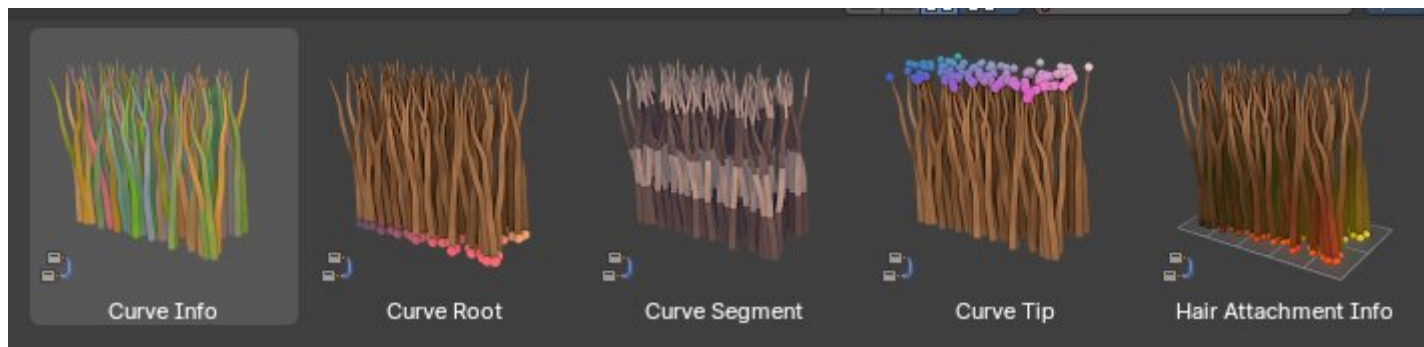 Curve Info
Curve Root
Curve Segment
Curve Tip
Hair Attachment Info